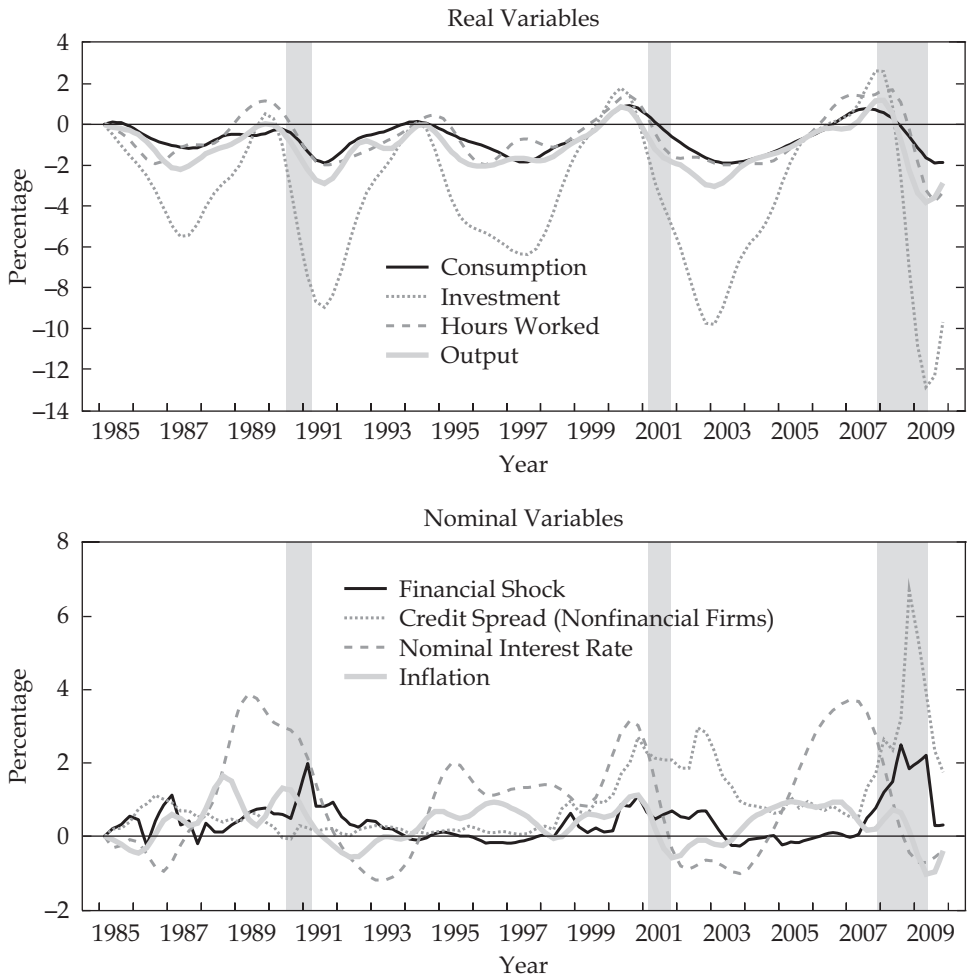 Real Variables
4
2
0
−2
−4
−6
−8
−10
−12
−14
Percentage
Consumption
Investment
Hours Worked
Output
1985 1987 1989 1991 1993 1995 1997 1999 2001 2003 2005 2007 2009
Year
Nominal Variables
8
6
4
2
0
−2
Percentage
Financial Shock
Credit Spread (Nonfinancial Firms)
Nominal Interest Rate
Inflation
1985 1987 1989 1991 1993 1995 1997 1999 2001 2003 2005 2007 2009
Year